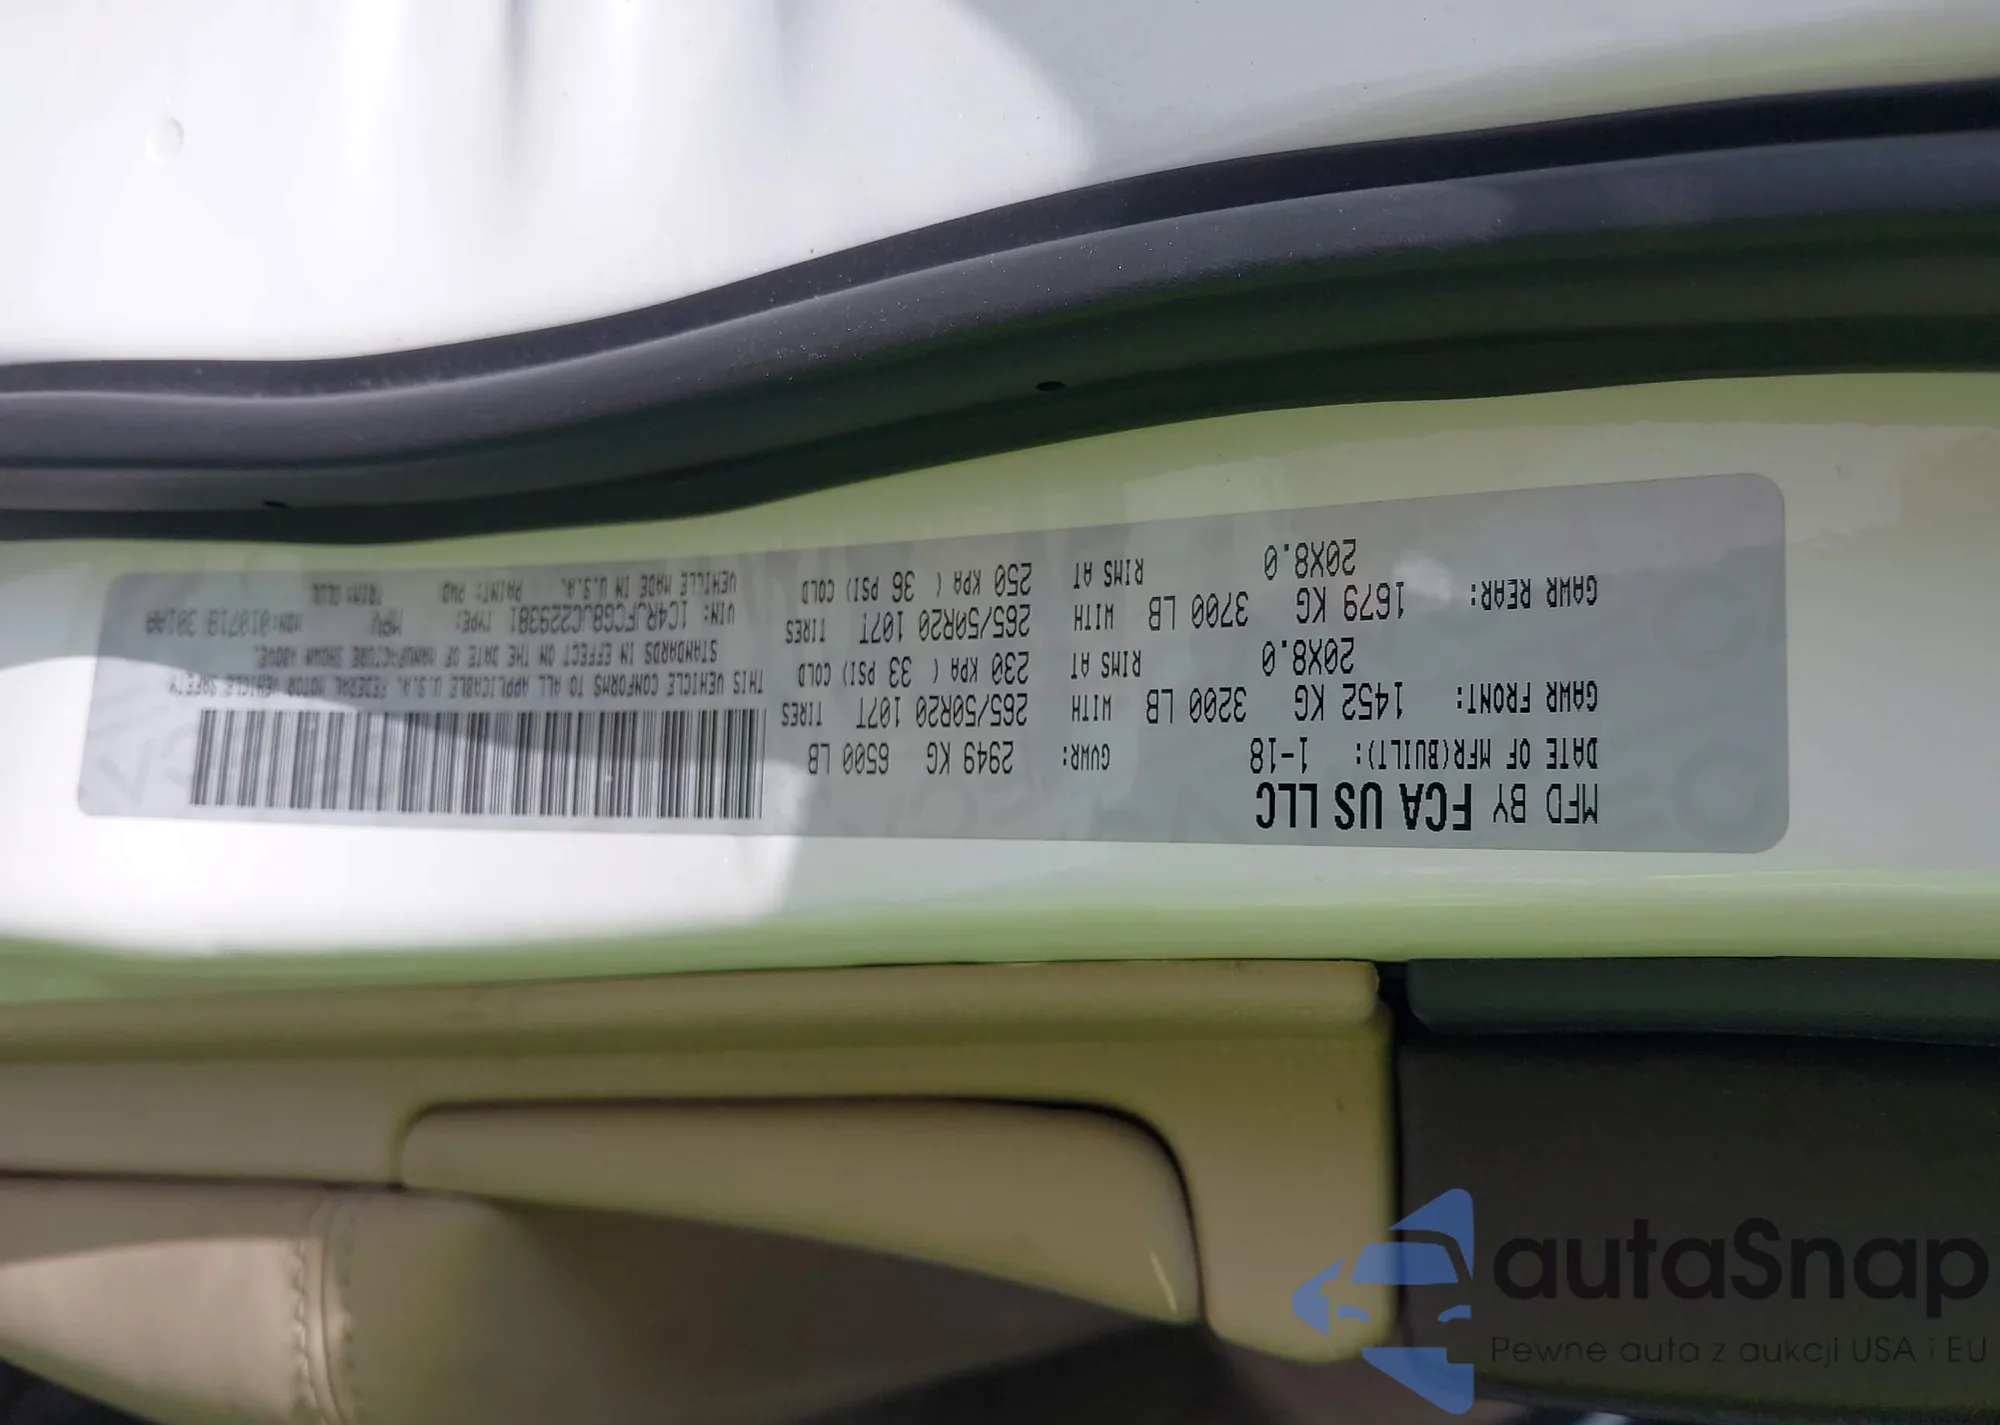 MFD BY FCA US LLC
DATE OF MFR(BUILT): 1-18 GVWR: 2949 KG 6500 LB
GAWR FRONT: 1452 KG 3200 LB WITH 265/50R20 107T TIRES
20X8.0 RIMS AT 230 KPA ( 33 PSI) COLD
GAWR REAR: 1679 KG 3700 LB WITH 265/50R20 107T TIRES
20X8.0 RIMS AT 250 KPA ( 36 PSI) COLD
THIS VEHICLE CONFORMS TO ALL APPLICABLE U.S.A. FEDERAL MOTOR VEHICLE SAFETY
STANDARDS IN EFFECT ON THE DATE OF MANUFACTURE SHOWN ABOVE.
VIN: 1C4RJFCG8JC229381 TYPE: MPV MDH: 010719 301AA
VEHICLE MADE IN U.S.A. PAINT: PWD TRIM:
autaSnap
Pewne auta z aukcji USA i EU